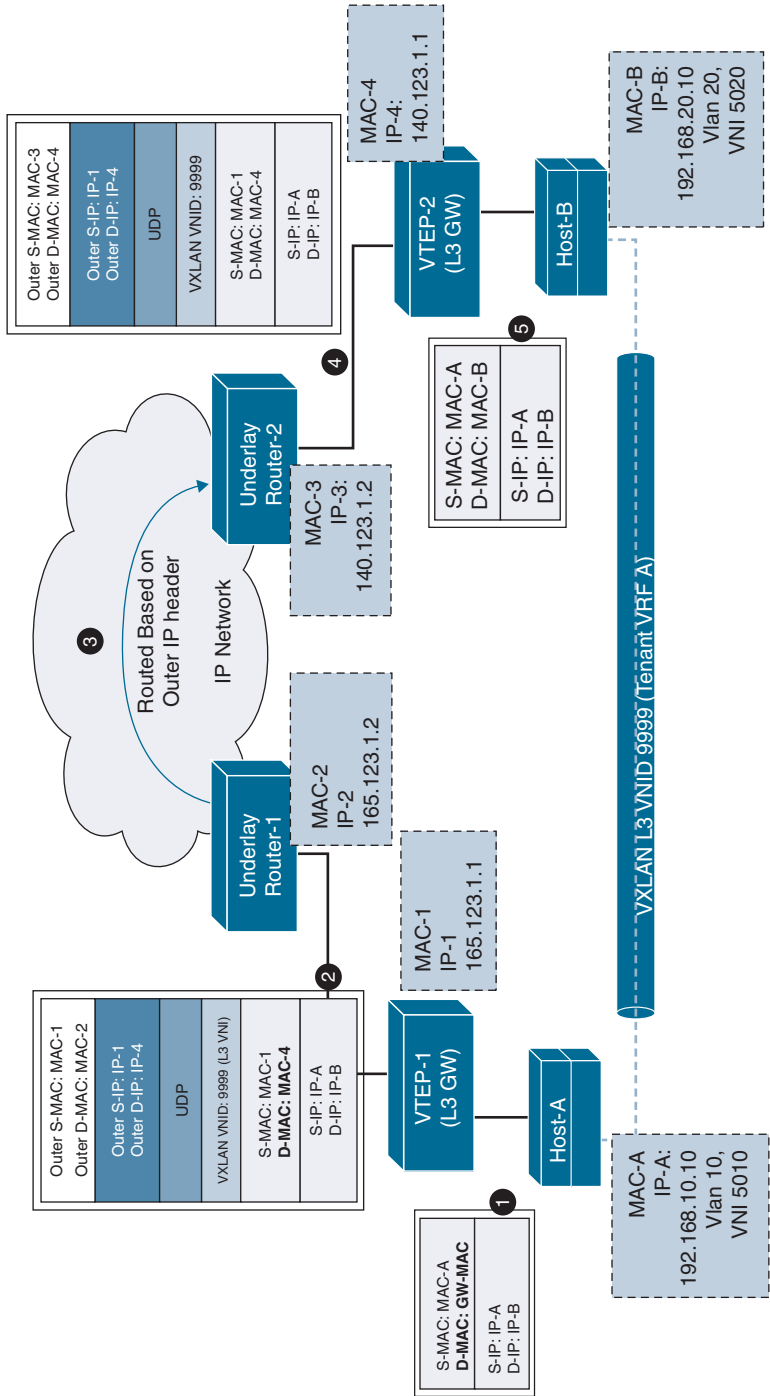 S-MAC: MAC-A
D-MAC: GW-MAC
S-IP: IP-A
D-IP: IP-B
1
MAC-A
IP-A:
192.168.10.10
Vlan 10,
VNI 5010
Host-A
VTEP-1
(L3 GW)
MAC-1
IP-1
165.123.1.1
Outer S-MAC: MAC-1
Outer D-MAC: MAC-2
Outer S-IP: IP-1
Outer D-IP: IP-4
UDP
VXLAN VNID: 9999 (L3 VNI)
S-MAC: MAC-1
D-MAC: MAC-4
S-IP: IP-A
D-IP: IP-B
2
Underlay
Router-1
MAC-2
IP-2
165.123.1.2
3
Routed Based on
Outer IP header
IP Network
Underlay
Router-2
MAC-3
IP-3:
140.123.1.2
4
Outer S-MAC: MAC-3
Outer D-MAC: MAC-4
Outer S-IP: IP-1
Outer D-IP: IP-4
UDP
VXLAN VNID: 9999
S-MAC: MAC-1
D-MAC: MAC-4
S-IP: IP-A
D-IP: IP-B
MAC-4
IP-4:
140.123.1.1
VTEP-2
(L3 GW)
S-MAC: MAC-A
D-MAC: MAC-B
S-IP: IP-A
D-IP: IP-B
5
Host-B
MAC-B
IP-B:
192.168.20.10
Vlan 20,
VNI 5020
VXLAN L3 VNID 9999 (Tenant VRF A)